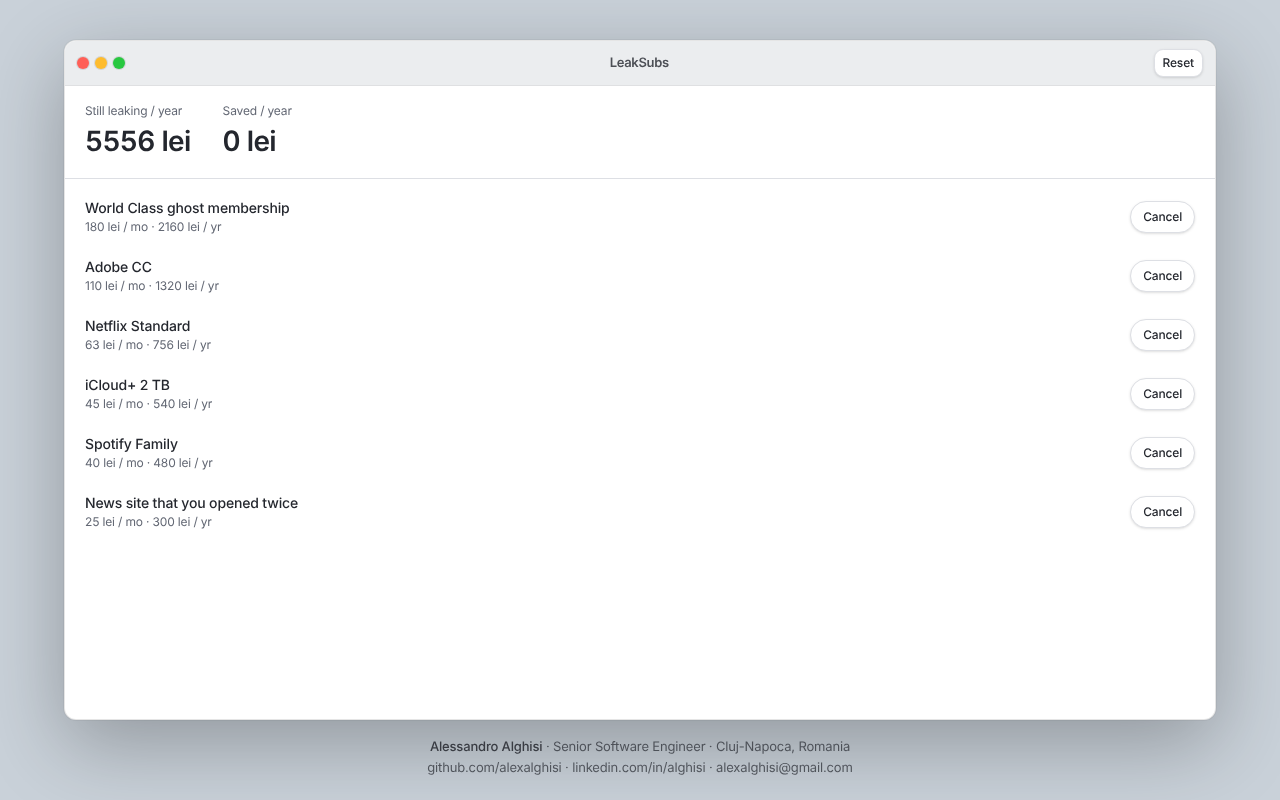 LeakSubs
Reset
Still leaking / year
5556 lei
Saved / year
0 lei
World Class ghost membership
180 lei / mo · 2160 lei / yr
Cancel
Adobe CC
110 lei / mo · 1320 lei / yr
Cancel
Netflix Standard
63 lei / mo · 756 lei / yr
Cancel
iCloud+ 2 TB
45 lei / mo · 540 lei / yr
Cancel
Spotify Family
40 lei / mo · 480 lei / yr
Cancel
News site that you opened twice
25 lei / mo · 300 lei / yr
Cancel
Alessandro Alghisi · Senior Software Engineer · Cluj-Napoca, Romania
github.com/alexalghisi · linkedin.com/in/alghisi · alexalghisi@gmail.com